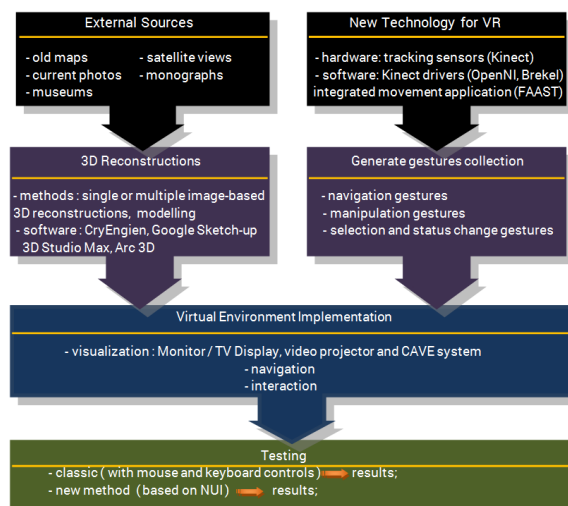 External Sources
- old maps
- satellite views
- current photos
- monographs
- museums
New Technology for VR
- hardware: tracking sensors (Kinect)
- software: Kinect drivers (OpenNI, Brekel)
integrated movement application (FAAST)
3D Reconstructions
- methods : single or multiple image-based
3D reconstructions, modelling
- software : CryEngien, Google Sketch-up
3D Studio Max, Arc 3D
Generate gestures collection
- navigation gestures
- manipulation gestures
- selection and status change gestures
Virtual Environment Implementation
- visualization : Monitor / TV Display, video projector and CAVE system
- navigation
- interaction
Testing
- classic ( with mouse and keyboard controls ) results;
- new method ( based on NUI ) results;